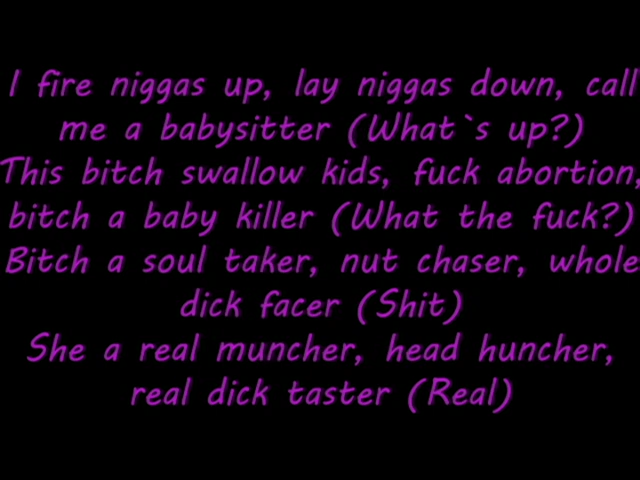 I fire niggas up, lay niggas down, call
me a babysitter (What`s up?)
This bitch swallow kids, fuck abortion,
bitch a baby killer (What the fuck?)
Bitch a soul taker, nut chaser, whole
dick facer (Shit)
She a real muncher, head huncher,
real dick taster (Real)